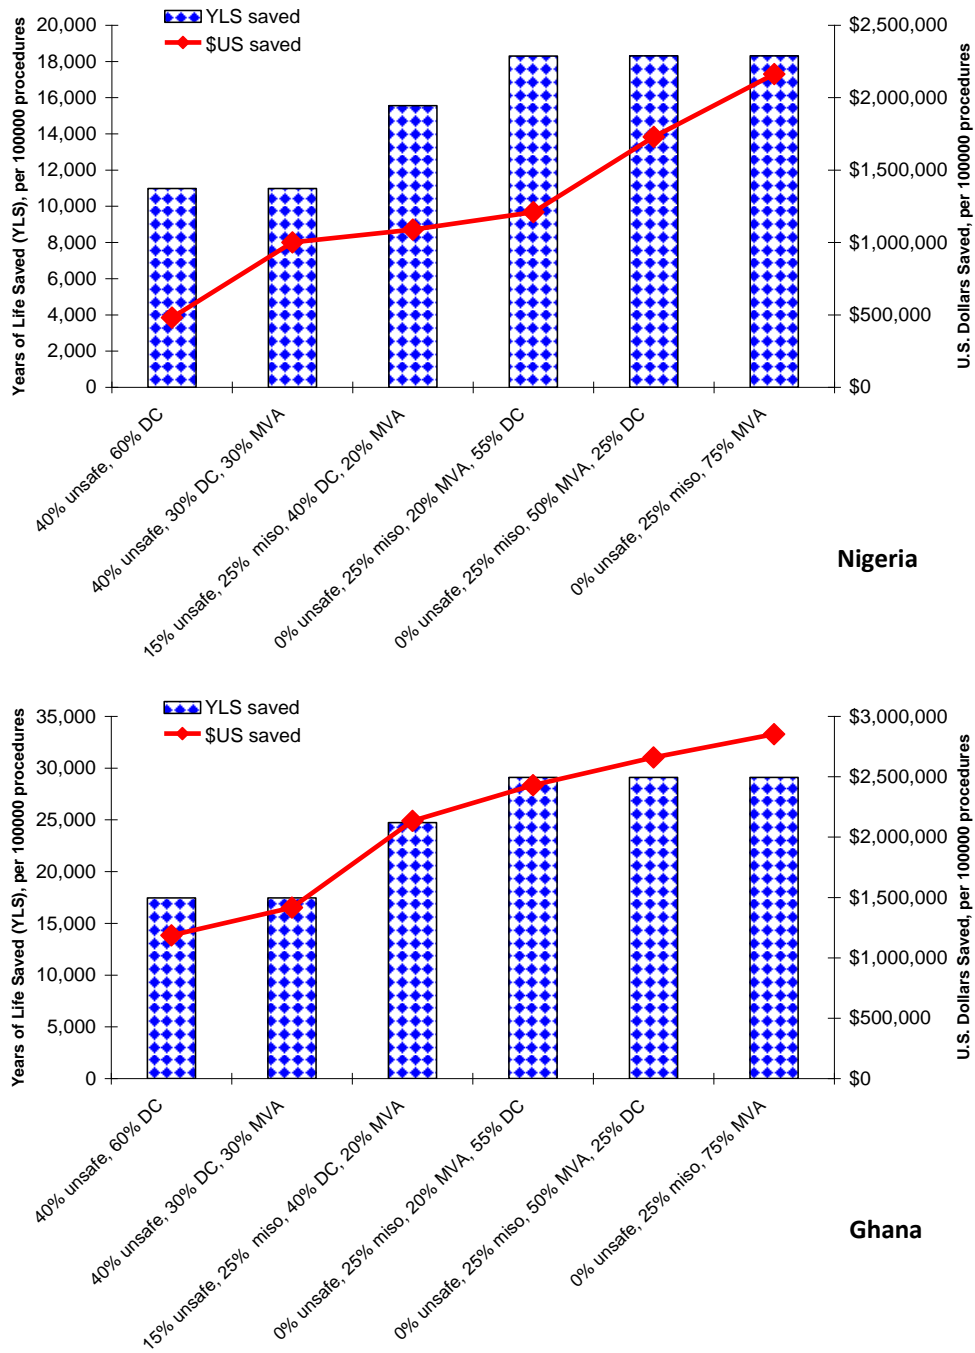 YLS saved
$US saved
Years of Life Saved (YLS), per 100000 procedures
20,000
18,000
16,000
14,000
12,000
10,000
8,000
6,000
4,000
2,000
0
$2,500,000
$2,000,000
$1,500,000
$1,000,000
$500,000
$0
U.S. Dollars Saved, per 100000 procedures
40% unsafe, 60% DC
40% unsafe, 30% DC, 30% MVA
15% unsafe, 25%  miso, 40% DC, 20% MVA
0% unsafe, 25% miso, 20% MVA, 55% DC
0% unsafe, 25% miso, 50% MVA, 25% DC
0% unsafe, 25% miso, 75% MVA
Nigeria
YLS saved
$US saved
Years of Life Saved (YLS), per 100000 procedures
35,000
30,000
25,000
20,000
15,000
10,000
5,000
0
$3,000,000
$2,500,000
$2,000,000
$1,500,000
$1,000,000
$500,000
$0
U.S. Dollars Saved, per 100000 procedures
40% unsafe, 60% DC
40% unsafe, 30% DC, 30% MVA
15% unsafe, 25%  miso, 40% DC, 20% MVA
0% unsafe, 25% miso, 20% MVA, 55% DC
0% unsafe, 25% miso, 50% MVA, 25% DC
0% unsafe, 25% miso, 75% MVA
Ghana